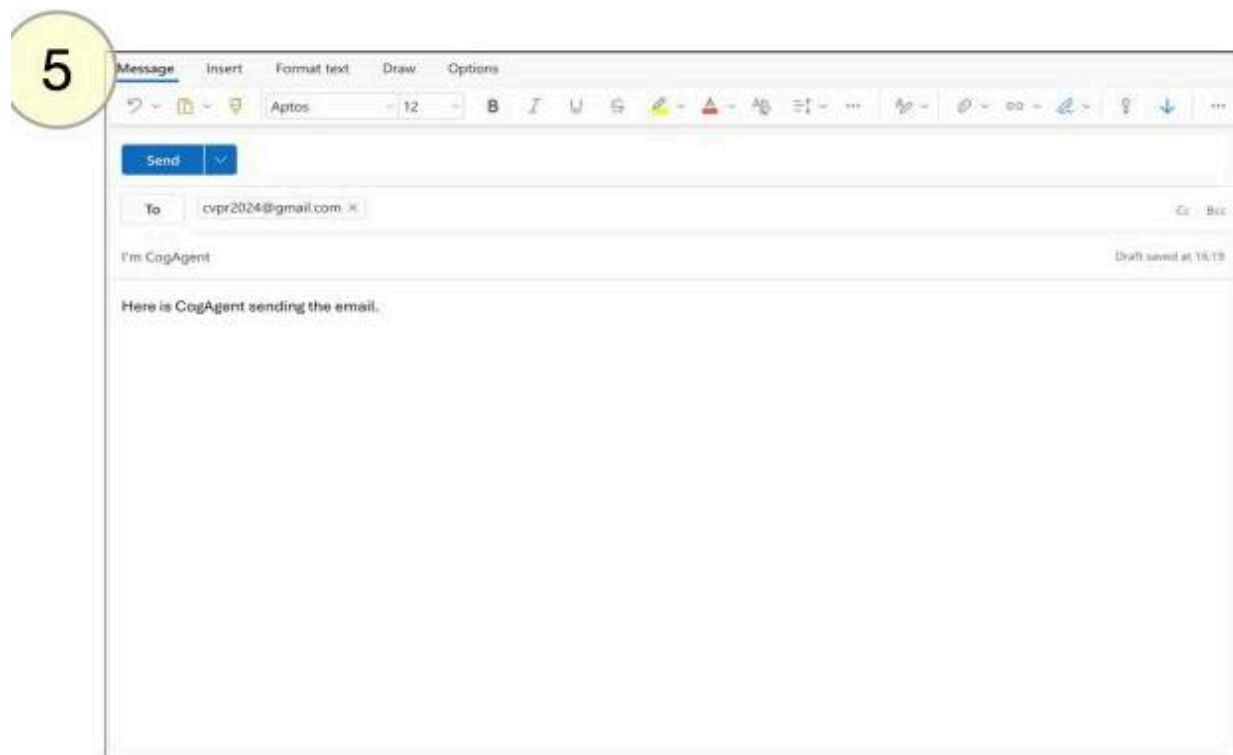 5
Message Insert Format text Draw Options
Aptos 12 B I U
Send
To cvpr2024@gmail.com × Cc Bcc
I'm CogAgent Draft saved at 16:19
Here is CogAgent sending the email.